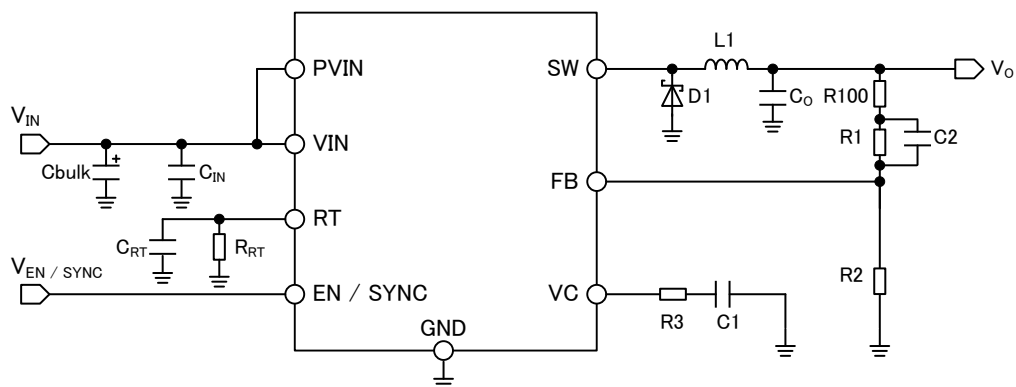 L1
PVIN
SW
V_O
D1
C_O
R100
V_IN
R1
C2
VIN
Cbulk
+
C_IN
FB
RT
C_RT
R_RT
V_EN / SYNC
R2
EN / SYNC
VC
R3
C1
GND